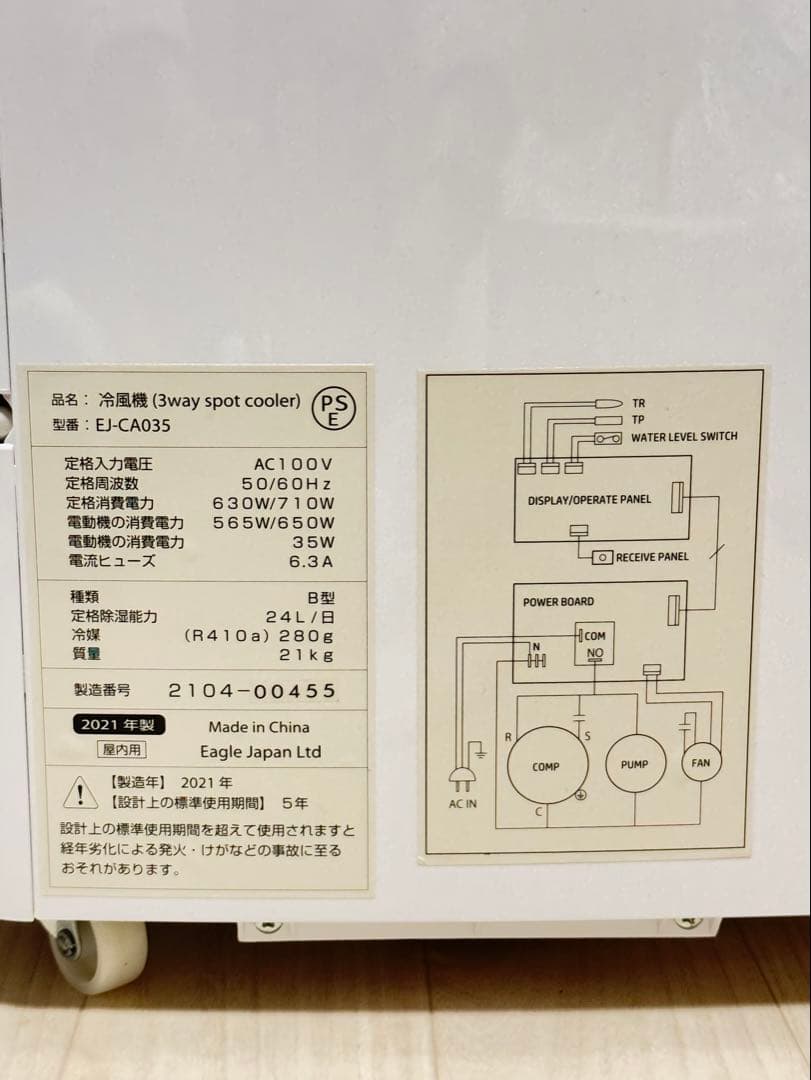 品名： 冷風機 (3way spot cooler)
型番： EJ-CA035
PS
E
定格入力電圧 AC100V
定格周波数 50/60Hz
定格消費電力 630W/710W
電動機の消費電力 565W/650W
電動機の消費電力 35W
電流ヒューズ 6.3A
種類 B型
定格除湿能力 24L/日
冷媒 (R410a) 280g
質量 21kg
製造番号 2104-00455
2021 年製 Made in China
屋内用 Eagle Japan Ltd
【製造年】 2021 年
【設計上の標準使用期間】 5年
設計上の標準使用期間を超えて使用されますと
経年劣化による発火・けがなどの事故に至る
おそれがあります。
TR
TP
WATER LEVEL SWITCH
DISPLAY/OPERATE PANEL
RECEIVE PANEL
POWER BOARD
COM
N
NO
R
S
COMP
PUMP
FAN
AC IN
C